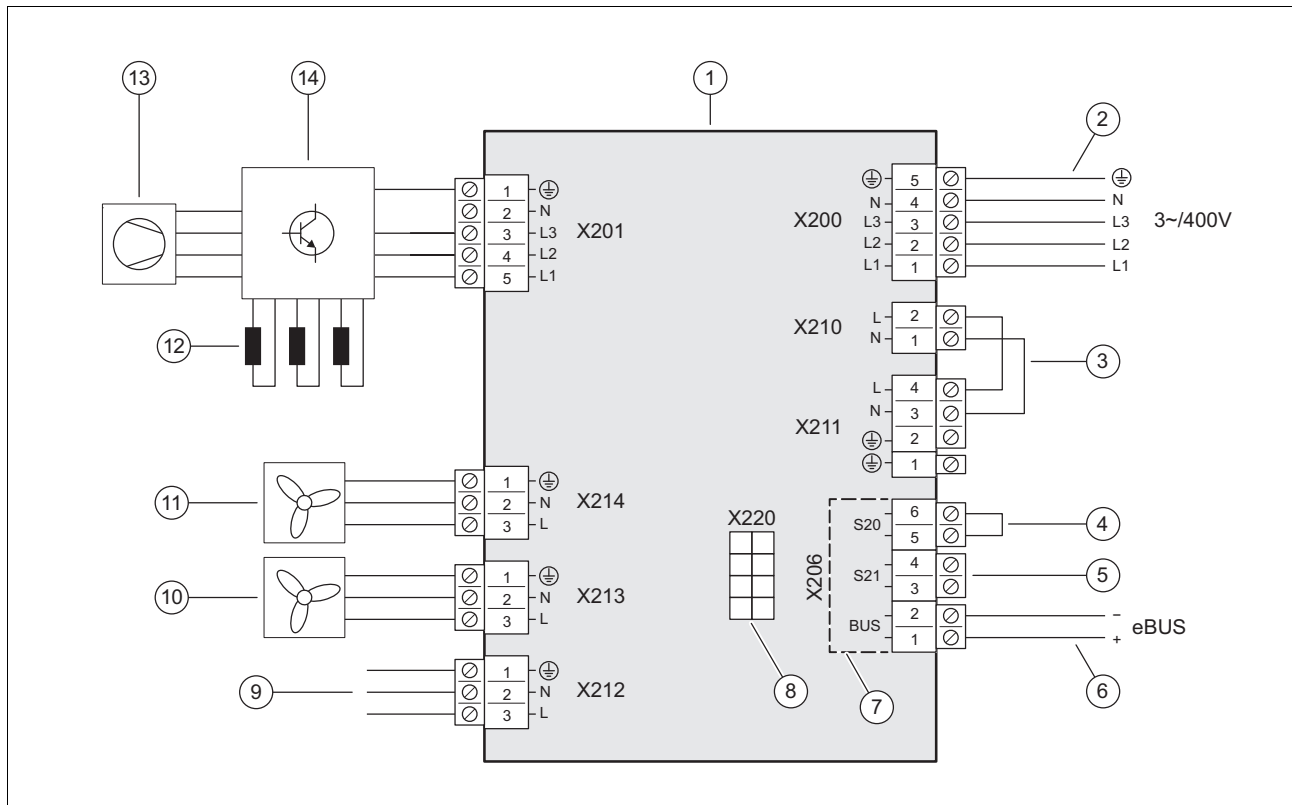 13
14
1
2
X201
1
2 N
3 L3
4 L2
5 L1
X200
5
N 4 N
L3 3 L3
L2 2 L2
L1 1 L1
3~/400V
12
X210
L 2
N 1
3
X211
L 4
N 3
2
1
11
X214
1
2 N
3 L
X220
8
X206
S20
6
5
4
S21
4
3
5
BUS
2 −
1 +
eBUS
6
7
10
X213
1
2 N
3 L
9
X212
1
2 N
3 L